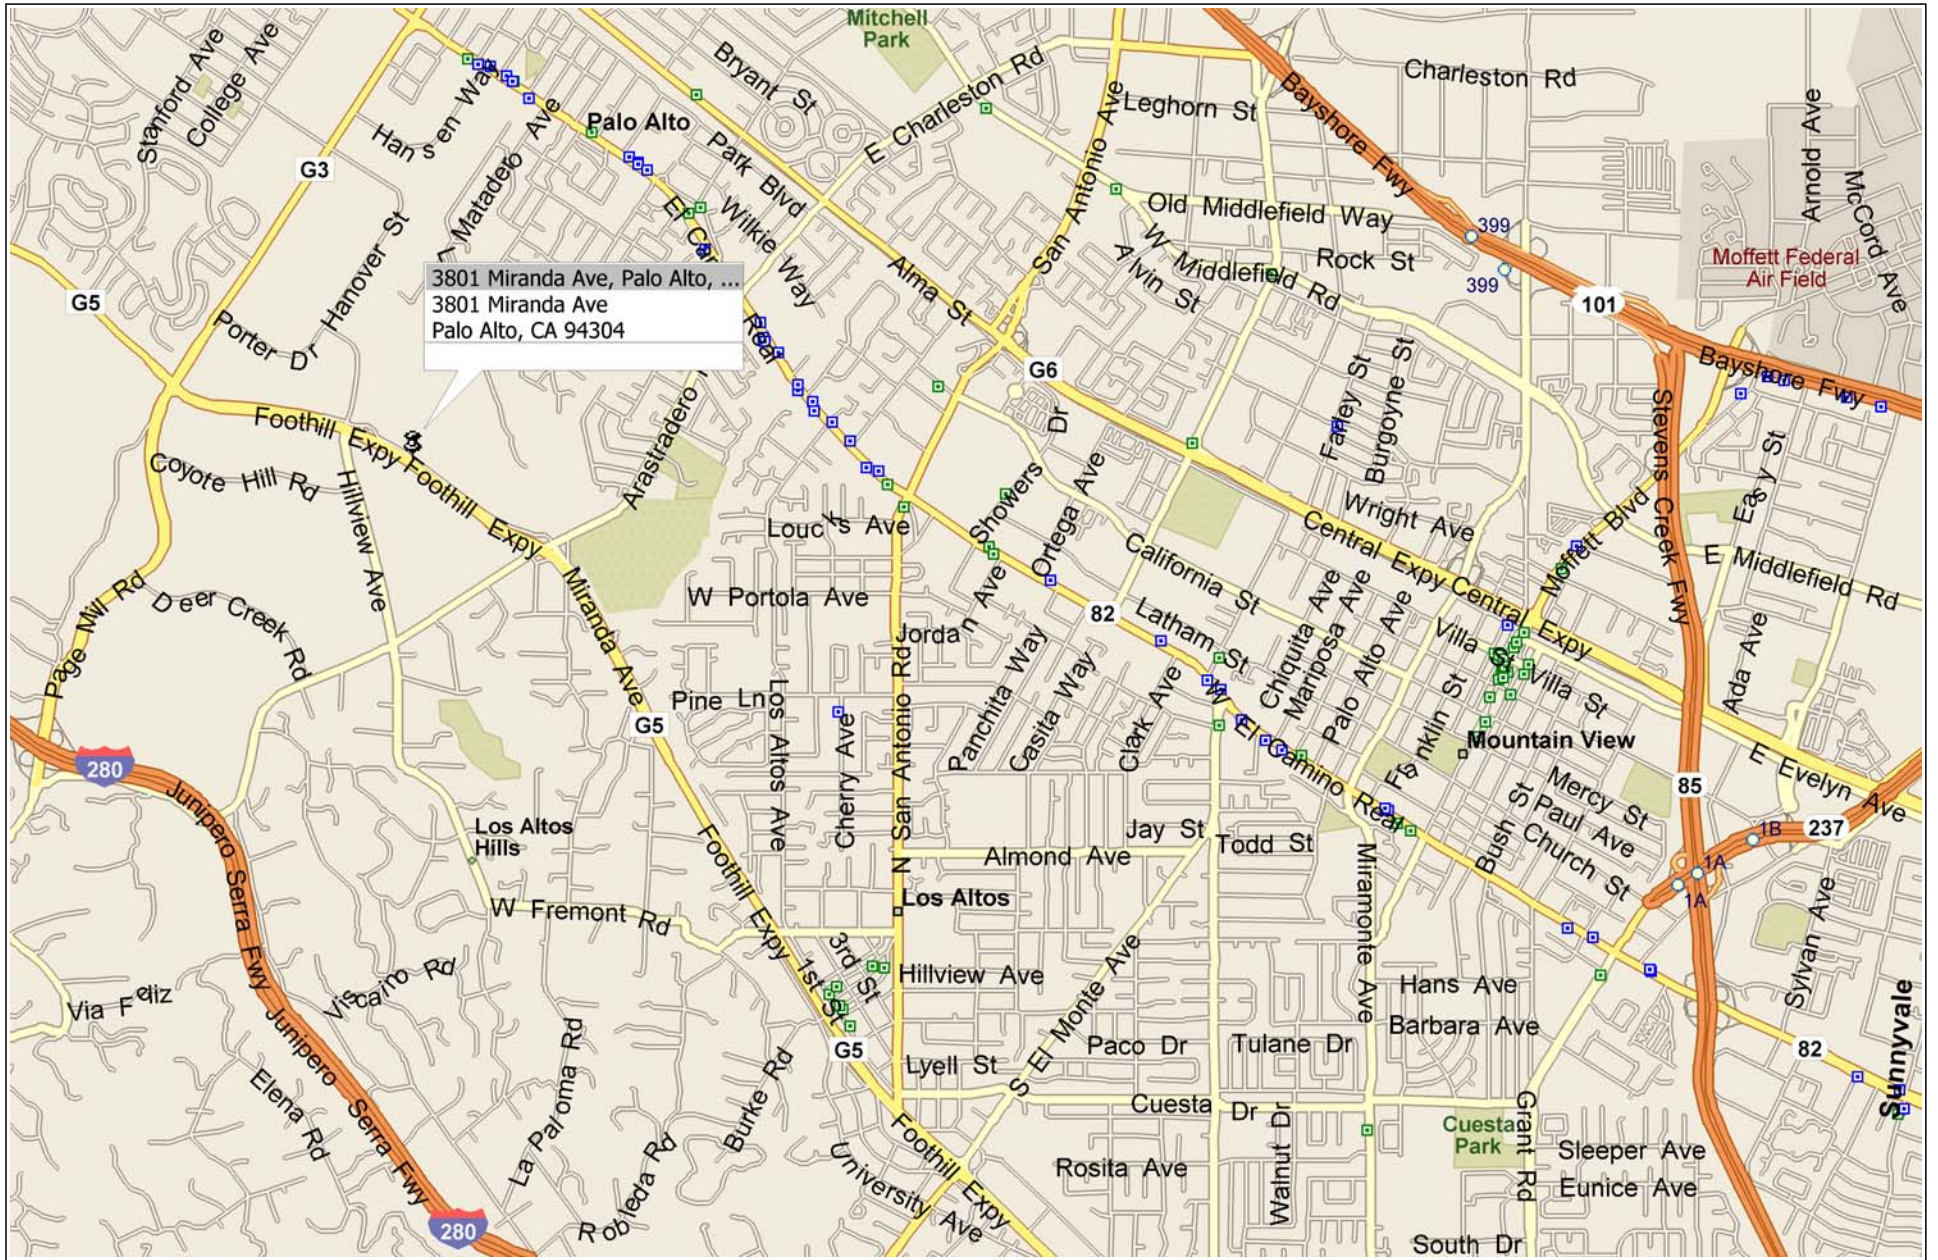 Mitchell
Park
Stanford Ave
College Ave
Bryant St
E Charleston Rd
Charleston Rd
Leghorn St
Bayshore Fwy
Hansen Way
Palo Alto
Park Blvd
San Antonio Ave
Arnold Ave
McCord Ave
G3
E Matadero Ave
Old Middlefield Way
399
El Camino Real
Wilkie Way
W Middlefield Rd
Rock St
Alvin St
Moffett Federal
Air Field
Hanover St
Alma St
399
101
G5
3801 Miranda Ave, Palo Alto, ...
3801 Miranda Ave
Palo Alto, CA 94304
Porter Dr
G6
Bayshore Fwy
Farley St
Burgoyne St
Stevens Creek Fwy
Foothill Expy
Foothill Expy
Arastradero
Dr
Coyote Hill Rd
Hillview Ave
Showers
Ortega Ave
Easy St
Wright Ave
Moffett Blvd
Loucks Ave
California St
Central Expy
Central Expy
E Middlefield Rd
Page Mill Rd
Deer Creek Rd
Miranda Ave
W Portola Ave
Jordan Ave
82
Latham St
Chiquita Ave
Mariposa Ave
Palo Alto Ave
Villa St
Villa St
Ada Ave
Panchita Way
Casita Way
Clark Ave
Pine Ln
Los Altos Ave
Cherry Ave
N San Antonio Rd
G5
W El Camino Real
Franklin St
Mountain View
E Evelyn Ave
280
Junipero Serra Fwy
85
Mercy St
Paul Ave
Church St
Bush St
Los Altos
Hills
Foothill Expy
Jay St
Todd St
Almond Ave
1B
237
1A
1A
Miramonte Ave
Los Altos
W Fremont Rd
3rd St
1st St
Hillview Ave
S El Monte Ave
Hans Ave
Barbara Ave
Sylvan Ave
Sunnyvale
Via Feliz
Viscaino Rd
Junipero Serra Fwy
G5
Paco Dr
Tulane Dr
82
Lyell St
Elena Rd
La Paloma Rd
Burke Rd
Cuesta Dr
Cuesta
Park
Grant Rd
Foothill Expy
University Ave
Robleda Rd
Rosita Ave
Walnut Dr
Sleeper Ave
Eunice Ave
280
South Dr